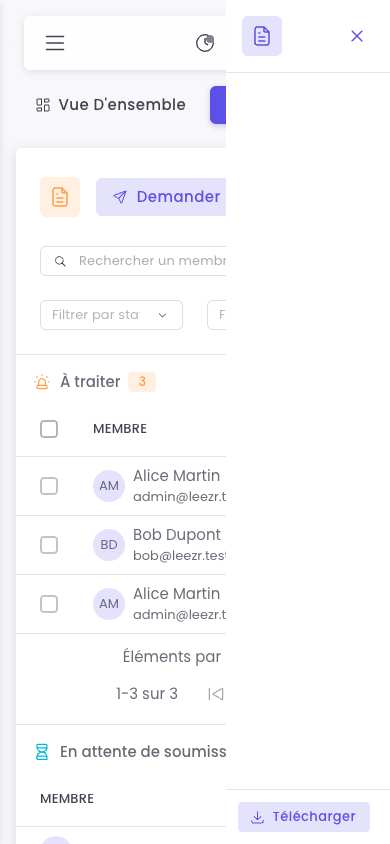 Vue D'ensemble
Demander
Rechercher un membr
Filtrer par sta
F
À traiter 3
MEMBRE
AM Alice Martin
admin@leezr.t
BD Bob Dupont
bob@leezr.test
AM Alice Martin
admin@leezr.t
Éléments par
1-3 sur 3
En attente de soumiss
MEMBRE
Télécharger